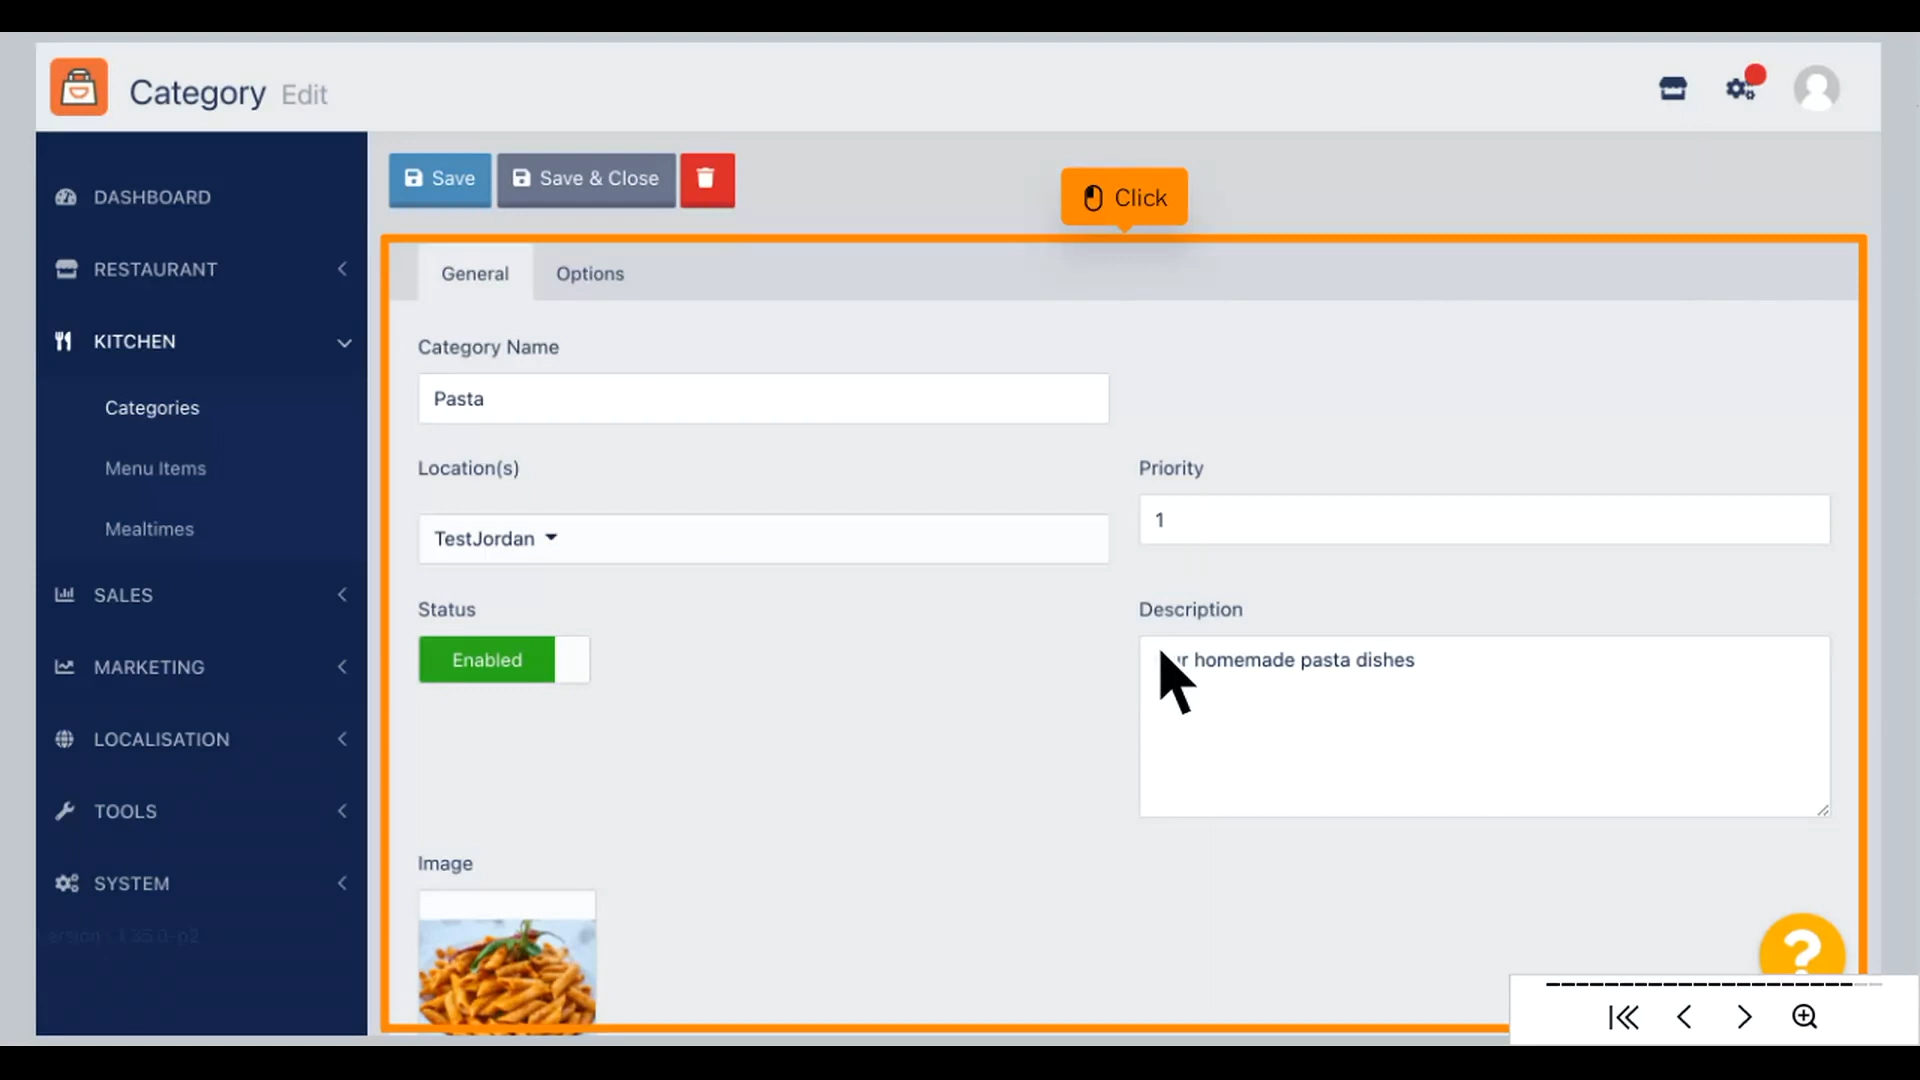 Category Edit
Save
Save & Close
Click
DASHBOARD
RESTAURANT
KITCHEN
Categories
Menu Items
Mealtimes
SALES
MARKETING
LOCALISATION
TOOLS
SYSTEM
General
Options
Category Name
Pasta
Location(s)
TestJordan
Priority
1
Status
Enabled
Description
homemade pasta dishes
Image
?